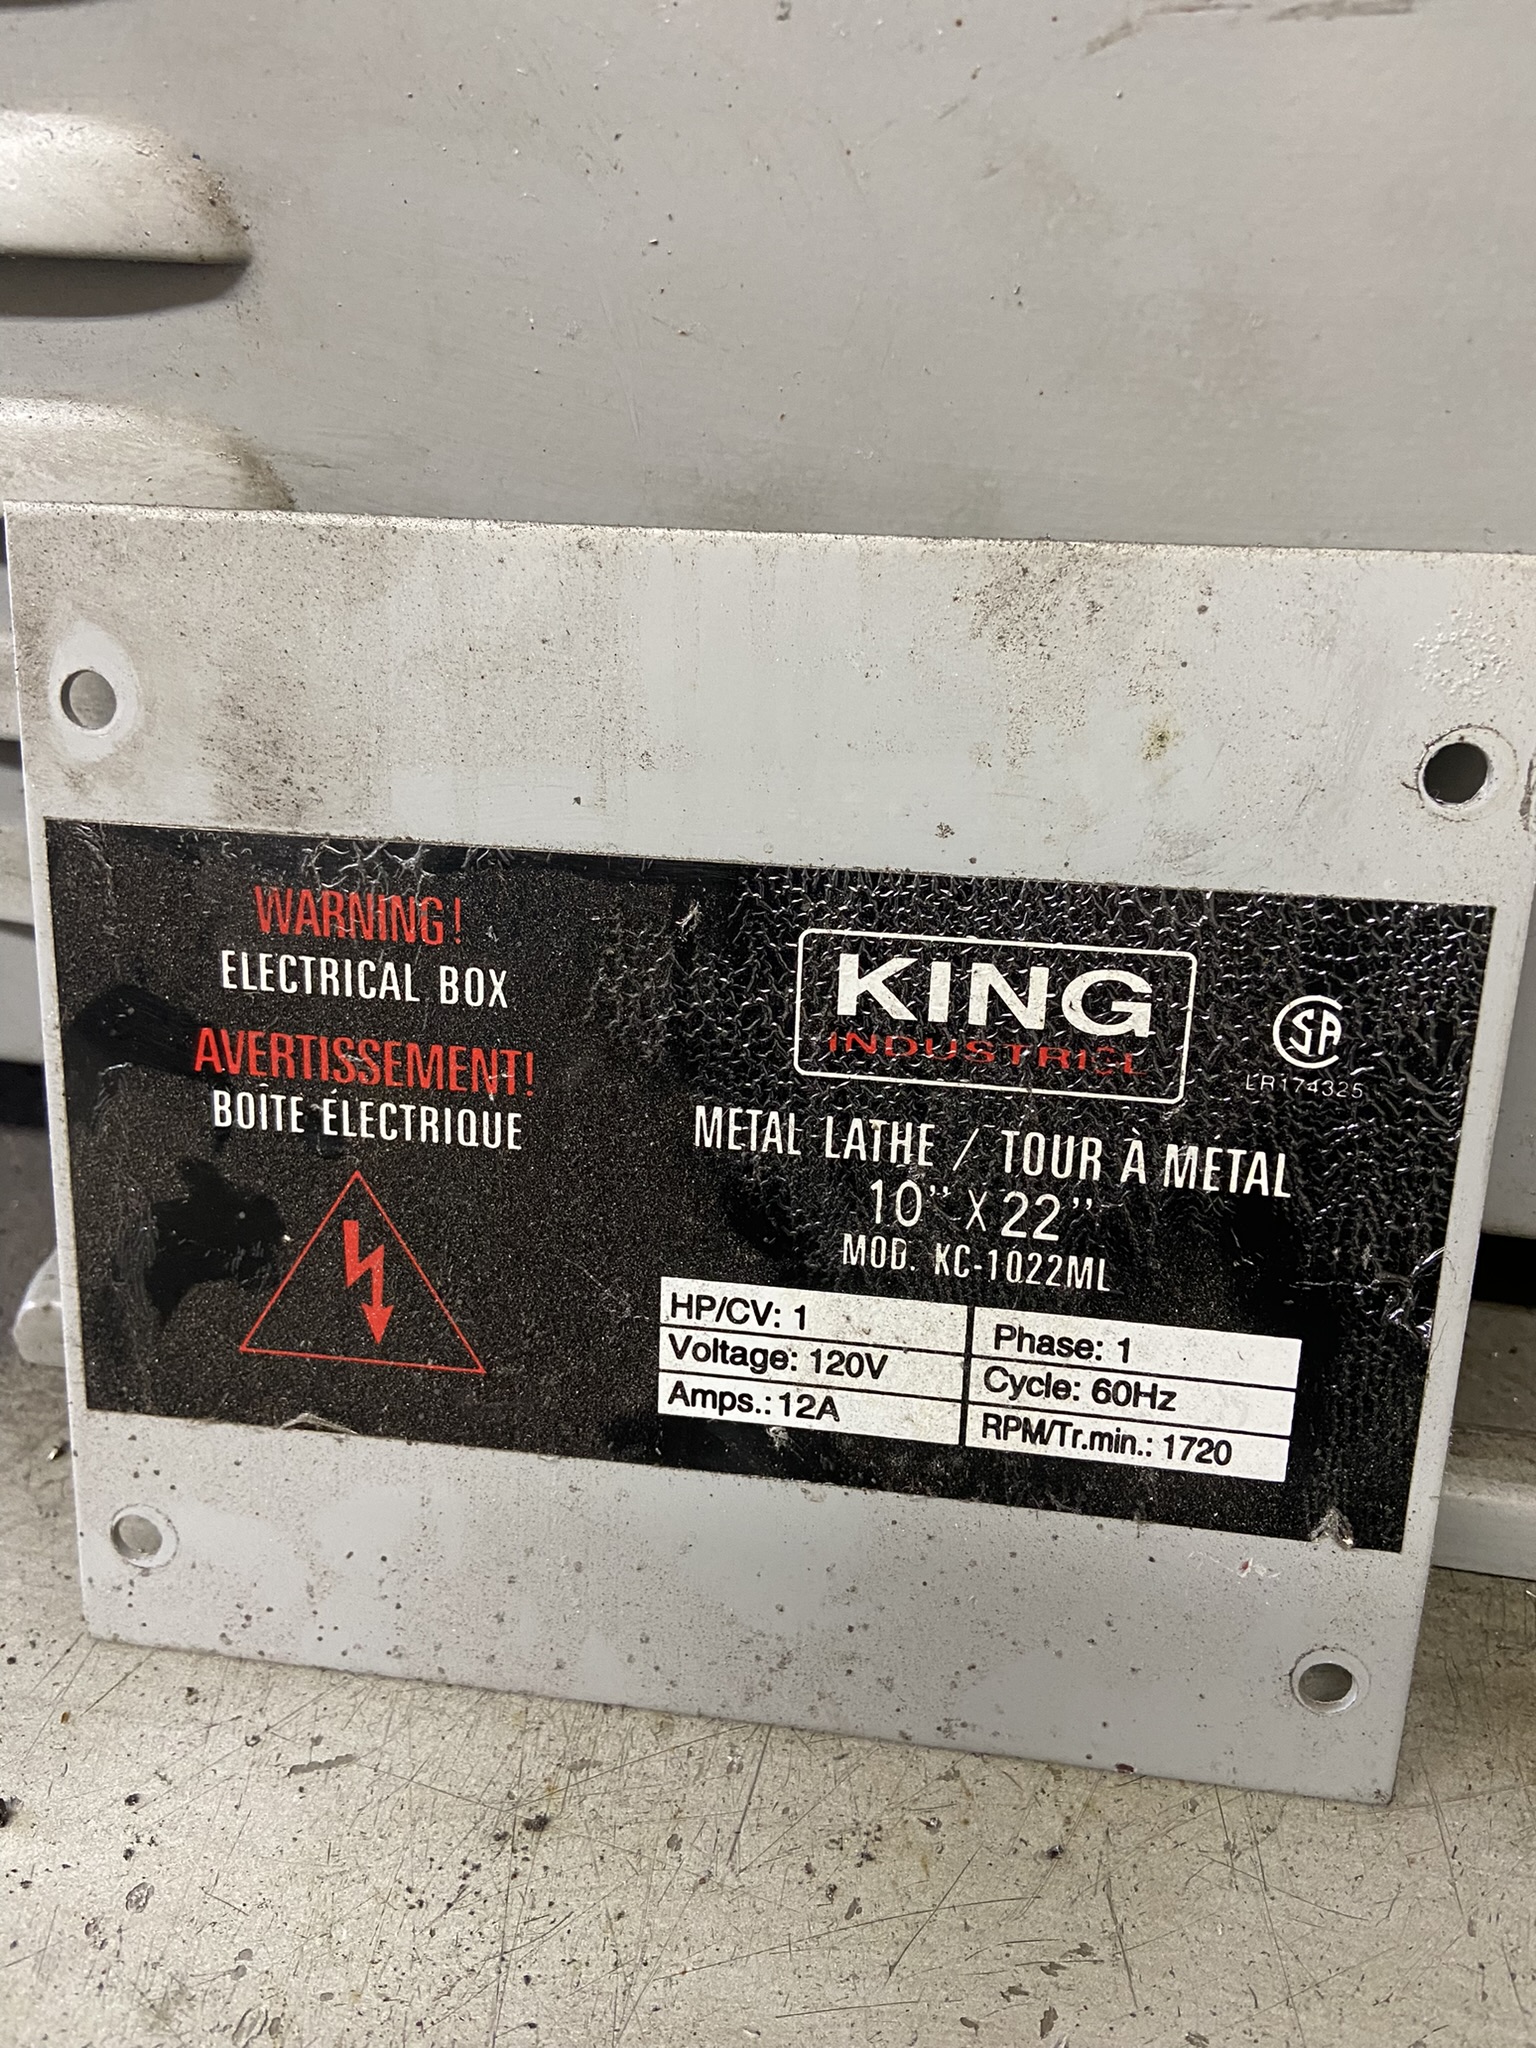 WARNING!
ELECTRICAL BOX
AVERTISSEMENT!
BOITE ELECTRIQUE
KING
INDUSTRIAL
SA
LR174325
METAL LATHE / TOUR À METAL
10" X 22"
MOD. KC-1022ML
HP/CV: 1
Voltage: 120V
Amps.: 12A
Phase: 1
Cycle: 60Hz
RPM/Tr.min.: 1720